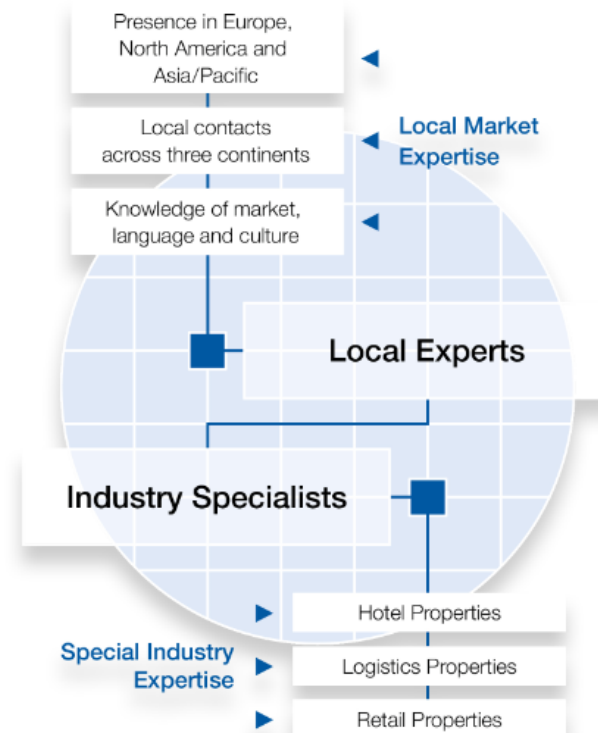 Presence in Europe,
North America and
Asia/Pacific
Local contacts
across three continents
Local Market
Expertise
Knowledge of market,
language and culture
Local Experts
Industry Specialists
Hotel Properties
Special Industry
Expertise
Logistics Properties
Retail Properties